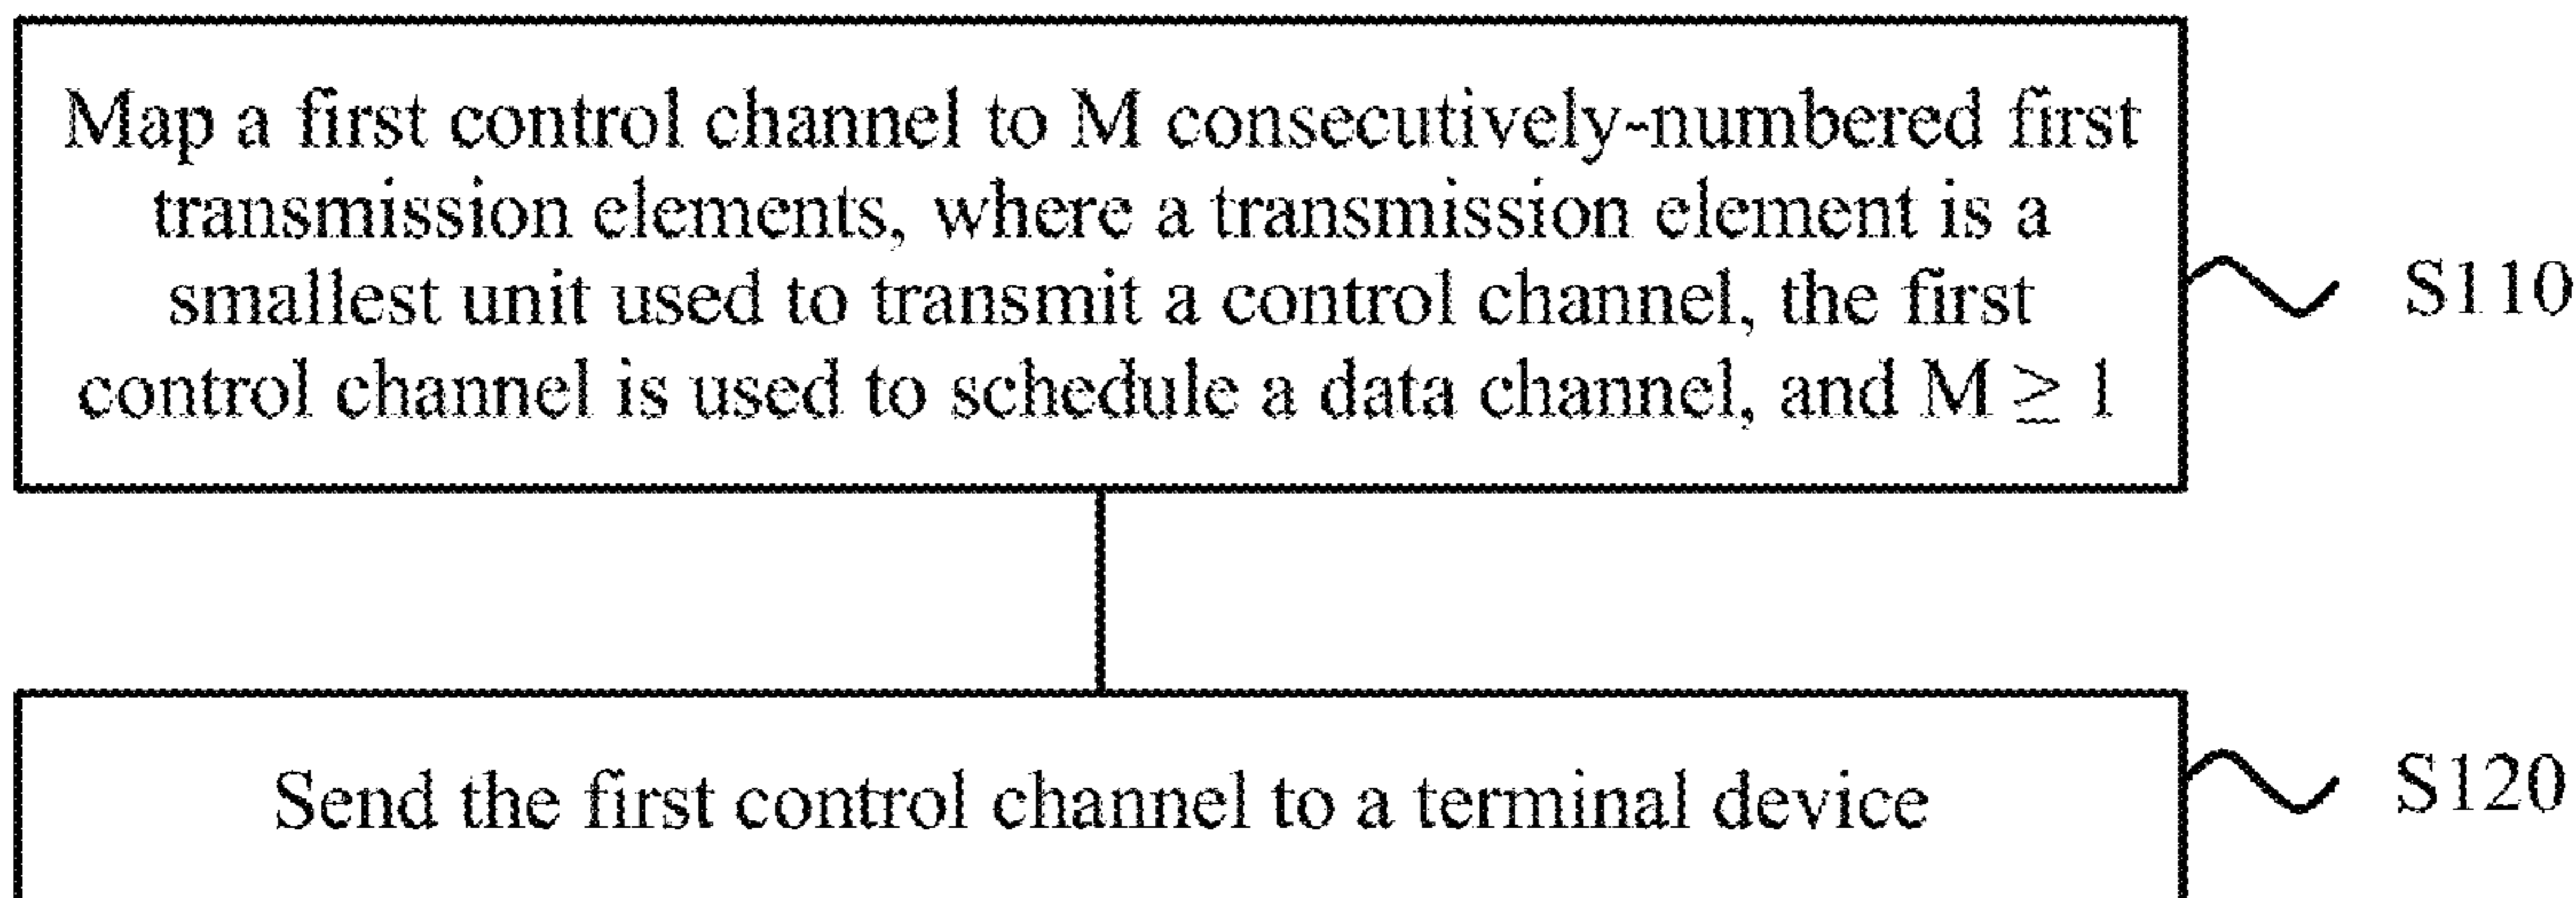 Map a first control channel to M consecutively-numbered first
transmission elements, where a transmission element is a
smallest unit used to transmit a control channel, the first
control channel is used to schedule a data channel, and M ≥ 1
S110
Send the first control channel to a terminal device
S120